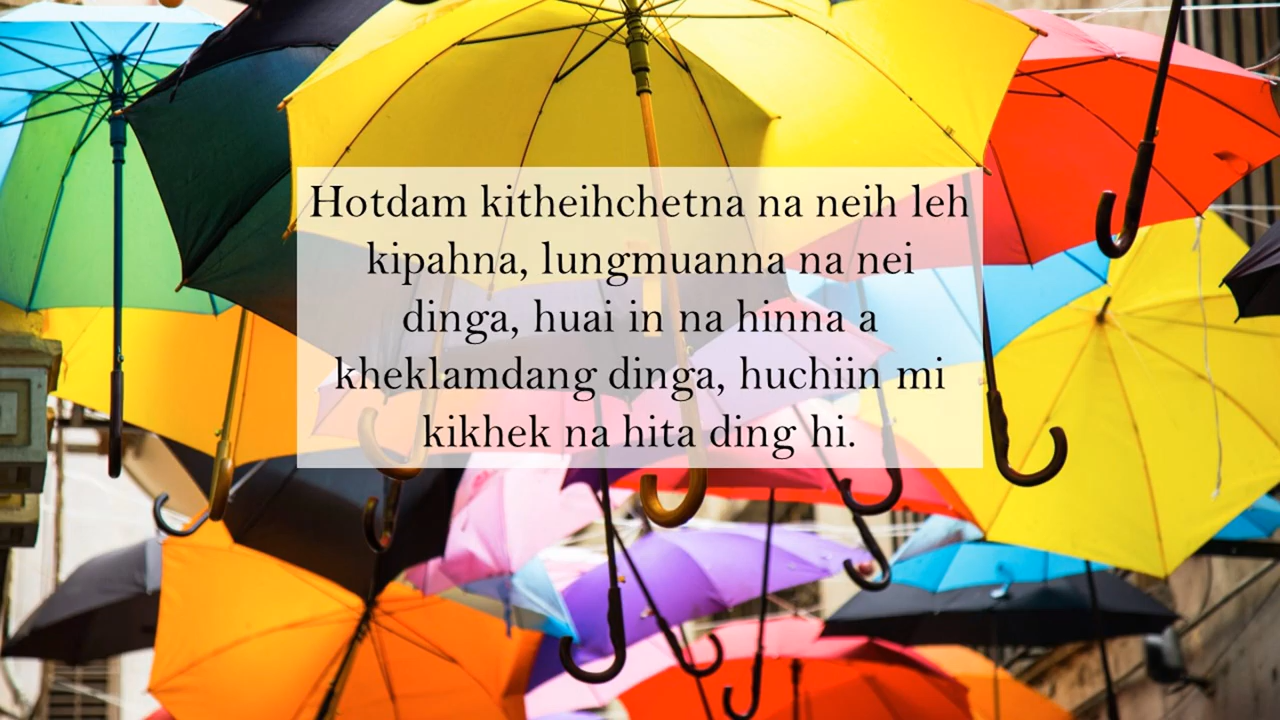 Hotdam kitheihchetna na neih leh
kipahna, lungmuanna na nei
dinga, huai in na hinna a
kheklamdang dinga, huchiin mi
kikhek na hita ding hi.